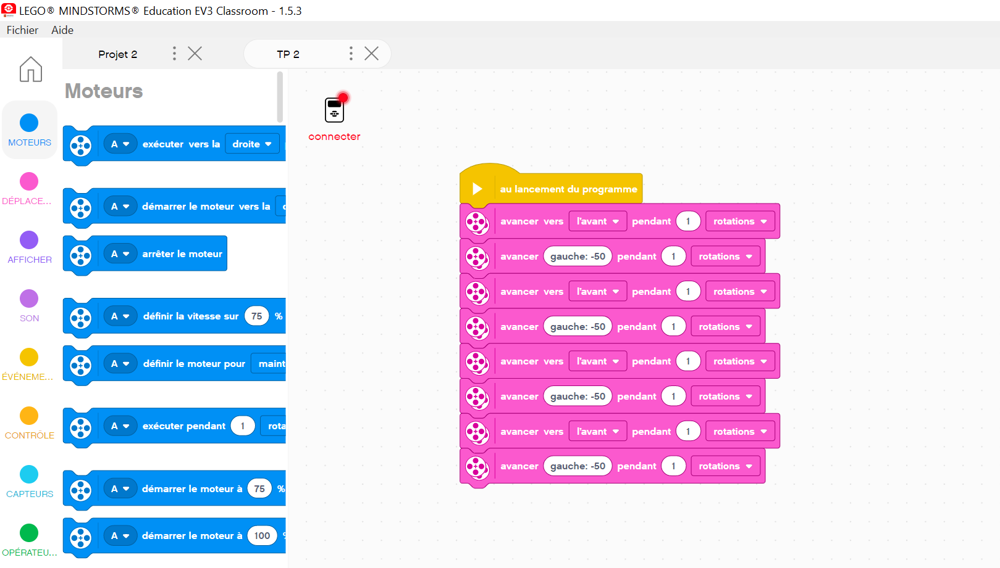 LEGO® MINDSTORMS® Education EV3 Classroom - 1.5.3
Fichier Aide
Projet 2 TP 2
Moteurs
MOTEURS
DÉPLACE...
AFFICHER
SON
ÉVÉNEME...
CONTRÔLE
CAPTEURS
OPÉRATEU...
A exécuter vers la droite
A démarrer le moteur vers la
A arrêter le moteur
A définir la vitesse sur 75 %
A définir le moteur pour maint
A exécuter pendant 1 rota
A démarrer le moteur à 75 %
A démarrer le moteur à 100
connecter
au lancement du programme
avancer vers l'avant pendant 1 rotations
avancer gauche: -50 pendant 1 rotations
avancer vers l'avant pendant 1 rotations
avancer gauche: -50 pendant 1 rotations
avancer vers l'avant pendant 1 rotations
avancer gauche: -50 pendant 1 rotations
avancer vers l'avant pendant 1 rotations
avancer gauche: -50 pendant 1 rotations